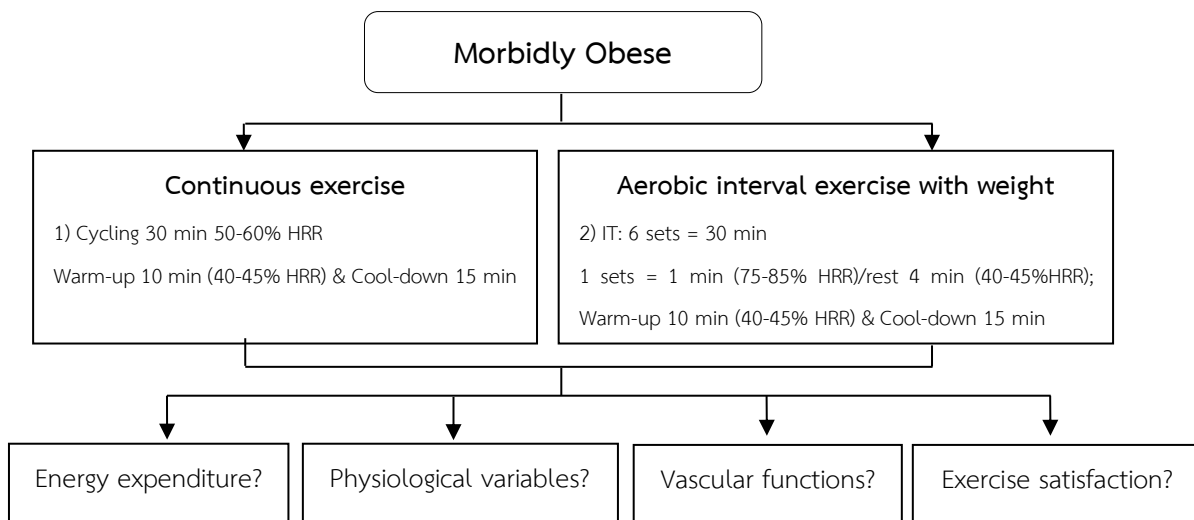 Morbidly Obese
Continuous exercise
1) Cycling 30 min 50-60% HRR
Warm-up 10 min (40-45% HRR) & Cool-down 15 min
Aerobic interval exercise with weight
2) IT: 6 sets = 30 min
1 sets = 1 min (75-85% HRR)/rest 4 min (40-45%HRR);
Warm-up 10 min (40-45% HRR) & Cool-down 15 min
Energy expenditure?
Physiological variables?
Vascular functions?
Exercise satisfaction?